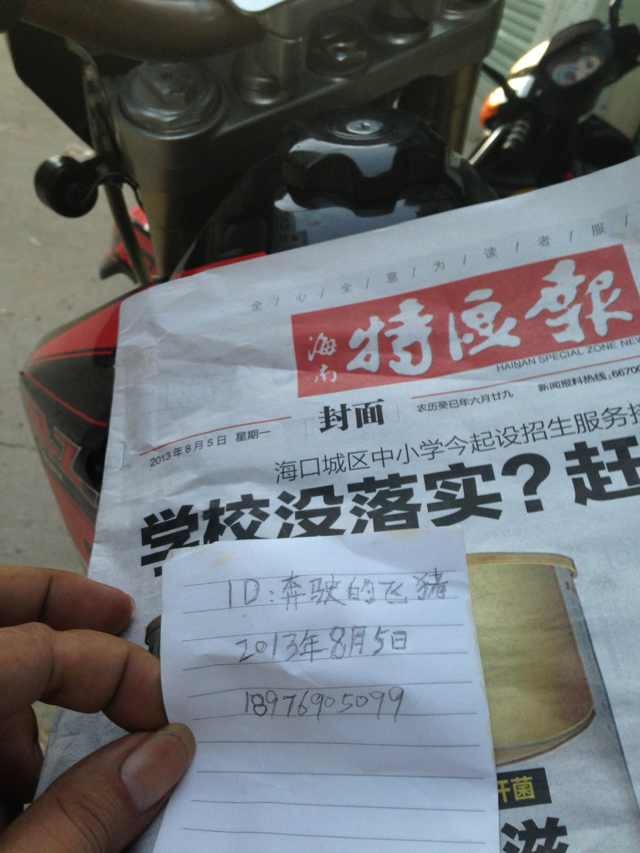 全/心/全/意/为/读/者/服/
海南 特区报
HAINAN SPECIAL ZONE NEW
2013年8月5日 星期一
封面
农历癸巳年六月廿九
新闻报料热线:66700
海口城区中小学今起设招生服务
学校没落实?赶
ID:奔驶的飞猪
2013年8月5日
18976905099
菌
滋